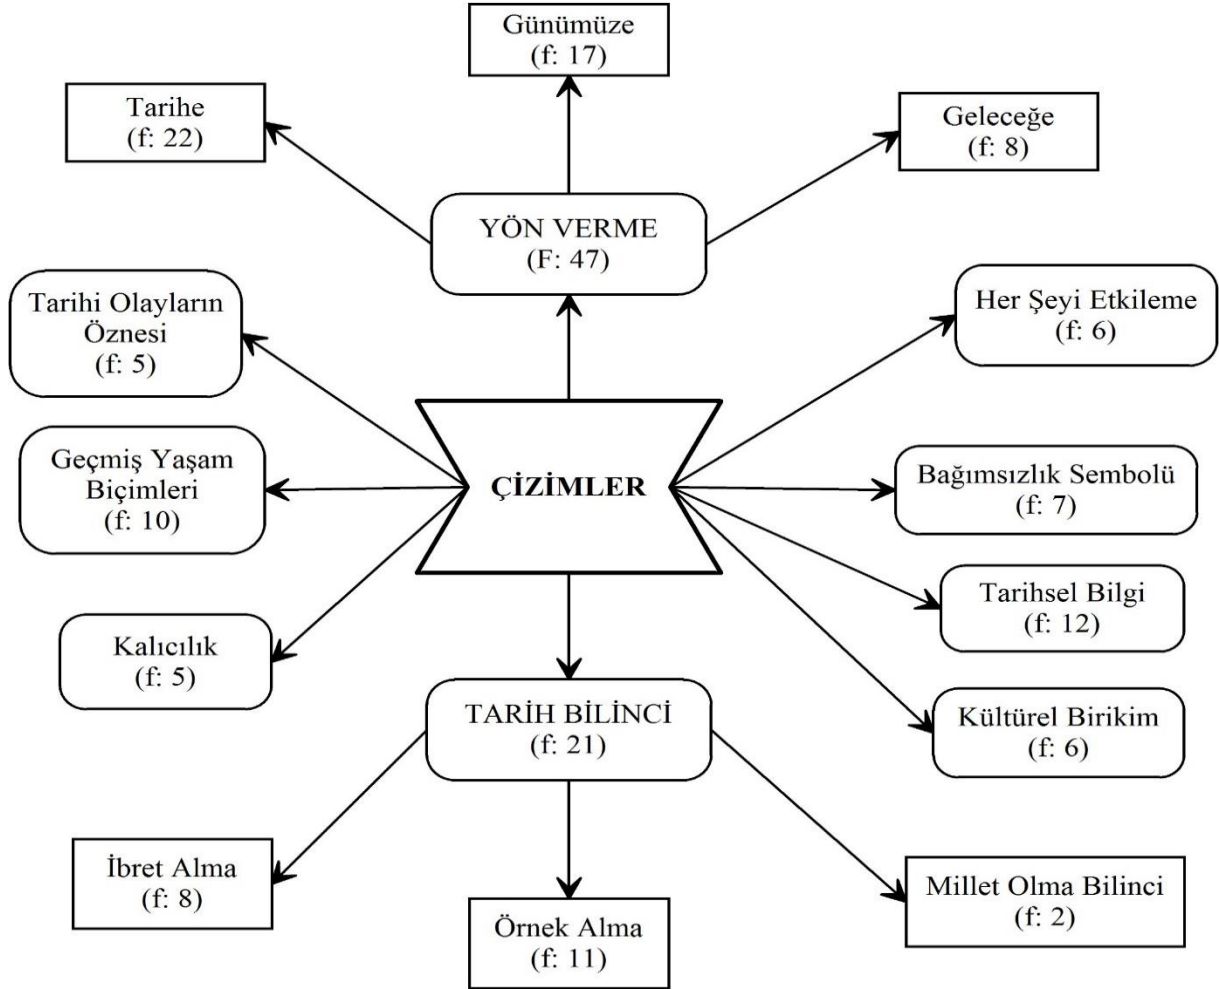 Günümüze
(f: 17)
Tarihe
(f: 22)
Geleceğe
(f: 8)
YÖN VERME
(F: 47)
Tarihi Olayların
Öznesi
(f: 5)
Her Şeyi Etkileme
(f: 6)
Geçmiş Yaşam
Biçimleri
(f: 10)
ÇİZİMLER
Bağımsızlık Sembolü
(f: 7)
Tarihsel Bilgi
(f: 12)
Kalıcılık
(f: 5)
TARİH BİLİNCİ
(f: 21)
Kültürel Birikim
(f: 6)
İbret Alma
(f: 8)
Örnek Alma
(f: 11)
Millet Olma Bilinci
(f: 2)